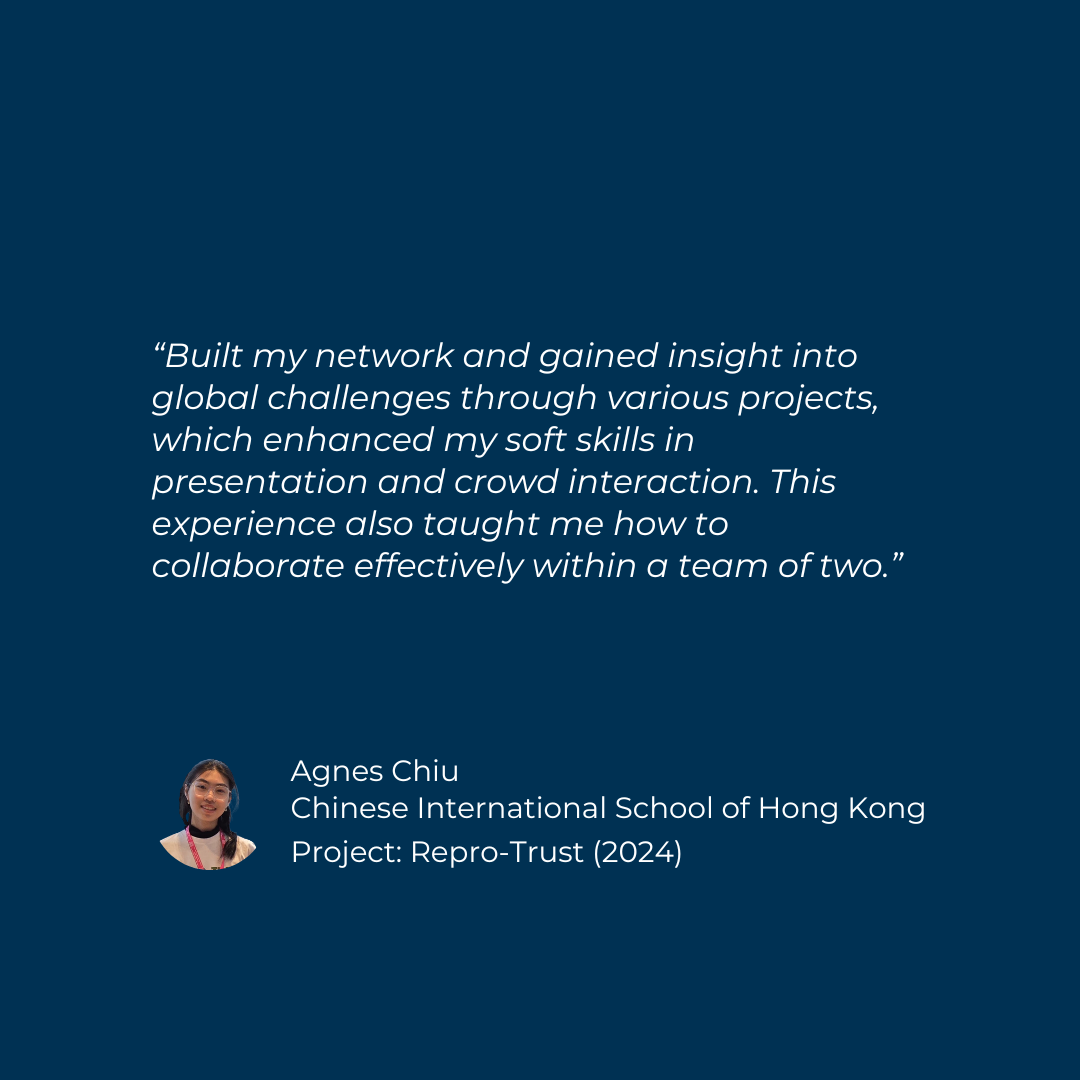 “Built my network and gained insight into
global challenges through various projects,
which enhanced my soft skills in
presentation and crowd interaction. This
experience also taught me how to
collaborate effectively within a team of two.”
Agnes Chiu
Chinese International School of Hong Kong
Project: Repro-Trust (2024)